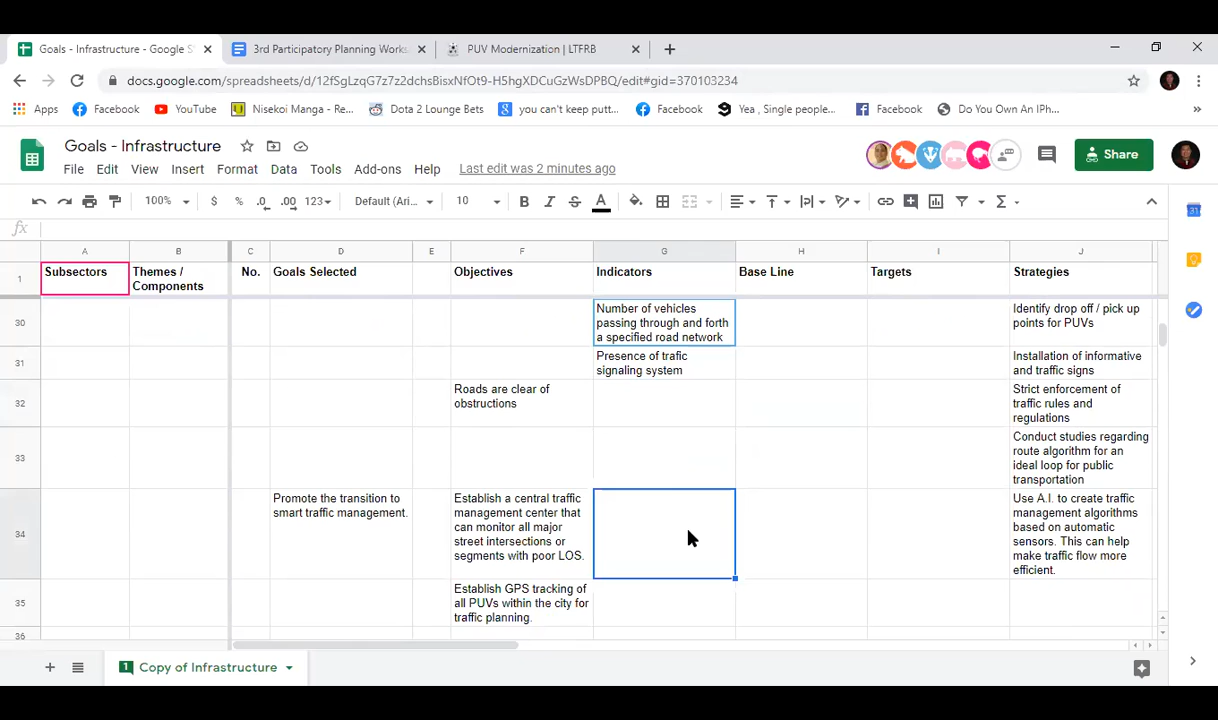 Goals - Infrastructure - Google S
3rd Participatory Planning Works
PUV Modernization | LTFRB
docs.google.com/spreadsheets/d/12fSgLzqG7z7z2dchsBisxNfOt9-H5hgXDCuGzWsDPBQ/edit#gid=370103234
Apps
Facebook
YouTube
Nisekoi Manga - Re...
Dota 2 Lounge Bets
you can't keep putt...
Facebook
Yea , Single people...
Facebook
Do You Own An IPh...
»
Goals - Infrastructure
Share
File
Edit
View
Insert
Format
Data
Tools
Add-ons
Help
Last edit was 2 minutes ago
100%
$
%
.0
.00
123
Default (Ari...
10
B
I
S
A
fx
A
B
C
D
E
F
G
H
I
J
1
Subsectors
Themes /
Components
No.
Goals Selected
Objectives
Indicators
Base Line
Targets
Strategies
30
Number of vehicles
passing through and forth
a specified road network
Identify drop off / pick up
points for PUVs
31
Presence of trafic
signaling system
Installation of informative
and traffic signs
32
Roads are clear of
obstructions
Strict enforcement of
traffic rules and
regulations
33
Conduct studies regarding
route algorithm for an
ideal loop for public
transportation
34
Promote the transition to
smart traffic management.
Establish a central traffic
management center that
can monitor all major
street intersections or
segments with poor LOS.
Use A.I. to create traffic
management algorithms
based on automatic
sensors. This can help
make traffic flow more
efficient.
35
Establish GPS tracking of
all PUVs within the city for
traffic planning.
36
1
Copy of Infrastructure
31